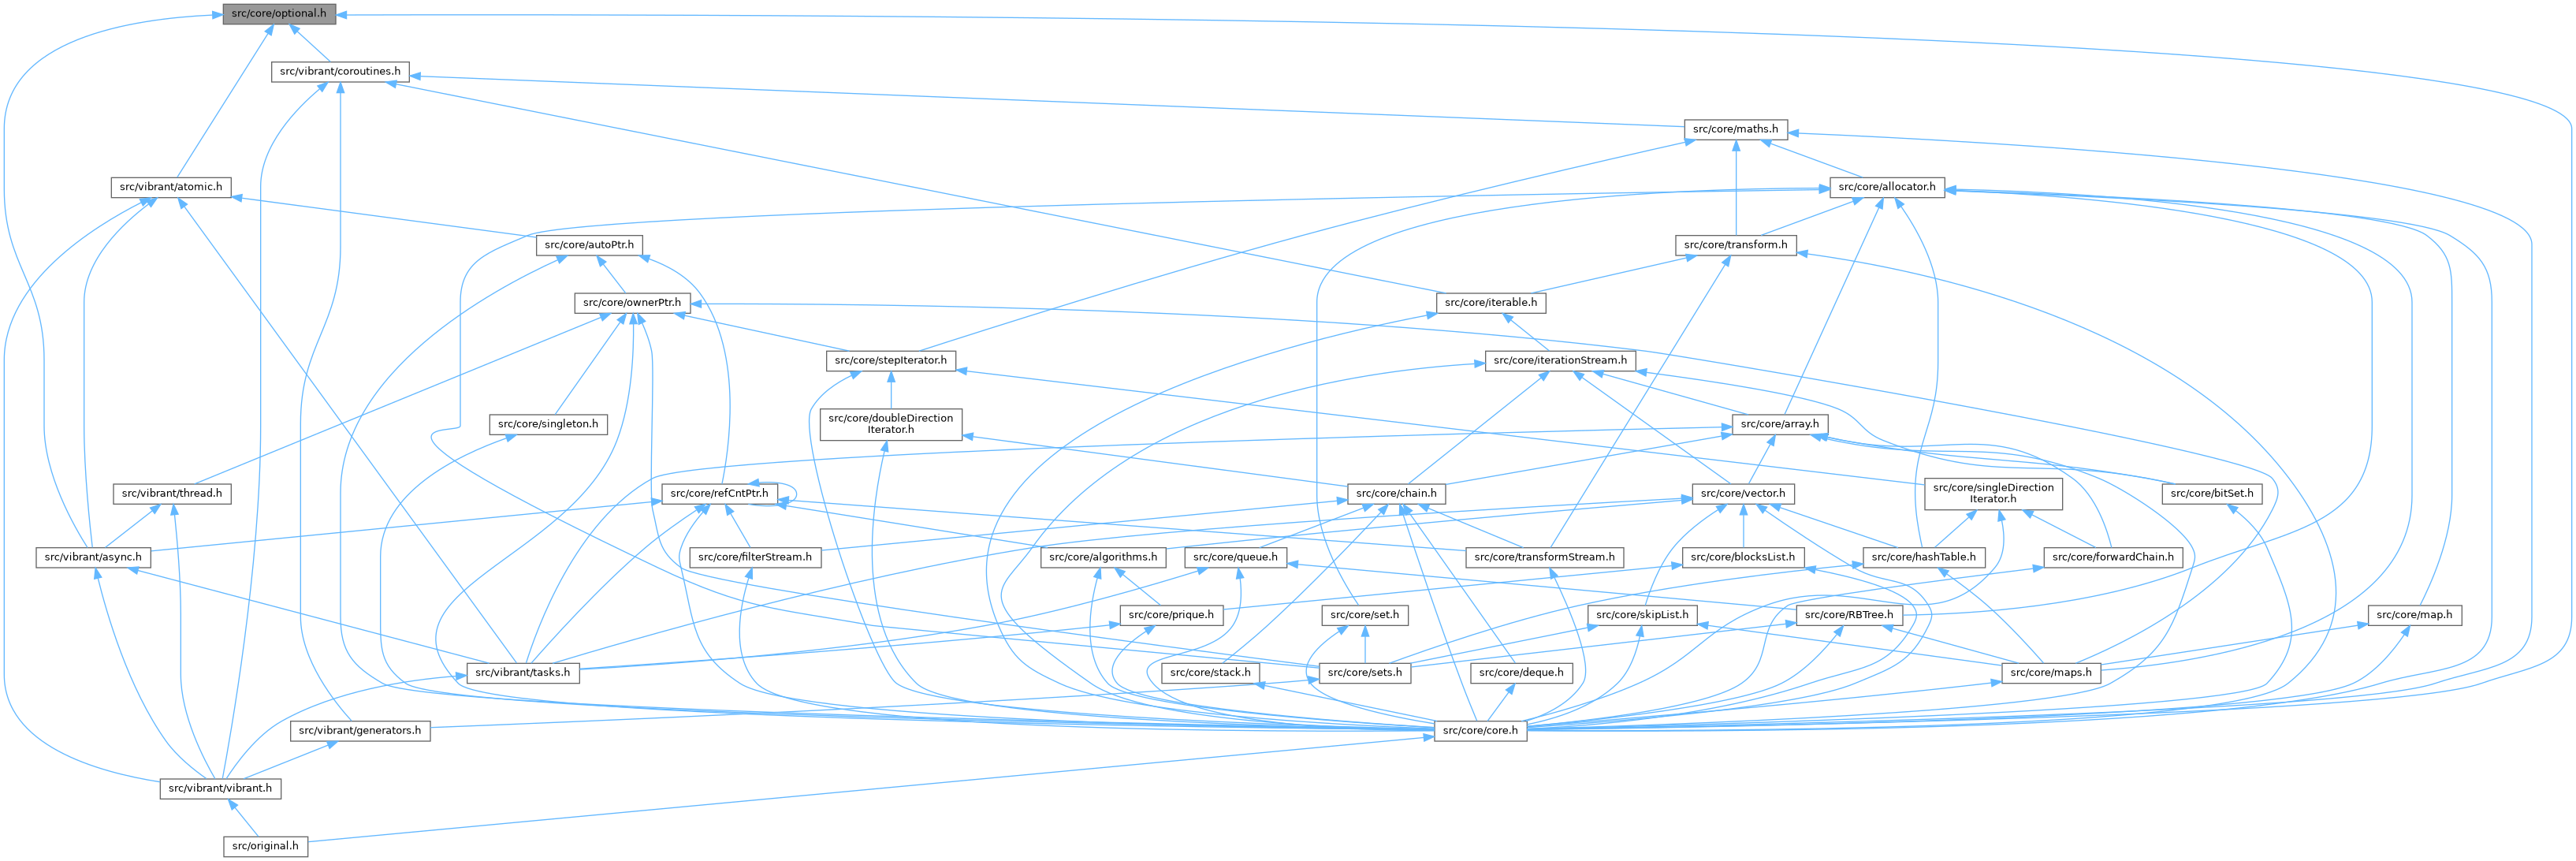 src/core/optional.h
src/vibrant/coroutines.h
src/core/maths.h
src/vibrant/atomic.h
src/core/allocator.h
src/core/autoPtr.h
src/core/transform.h
src/core/ownerPtr.h
src/core/iterable.h
src/core/stepIterator.h
src/core/iterationStream.h
src/core/singleton.h
src/core/doubleDirection
Iterator.h
src/core/array.h
src/vibrant/thread.h
src/core/refCntPtr.h
src/core/chain.h
src/core/vector.h
src/core/singleDirection
Iterator.h
src/core/bitSet.h
src/vibrant/async.h
src/core/filterStream.h
src/core/algorithms.h
src/core/queue.h
src/core/transformStream.h
src/core/blocksList.h
src/core/hashTable.h
src/core/forwardChain.h
src/core/prique.h
src/core/set.h
src/core/skipList.h
src/core/RBTree.h
src/core/map.h
src/vibrant/tasks.h
src/core/stack.h
src/core/sets.h
src/core/deque.h
src/core/maps.h
src/vibrant/generators.h
src/core/core.h
src/vibrant/vibrant.h
src/original.h